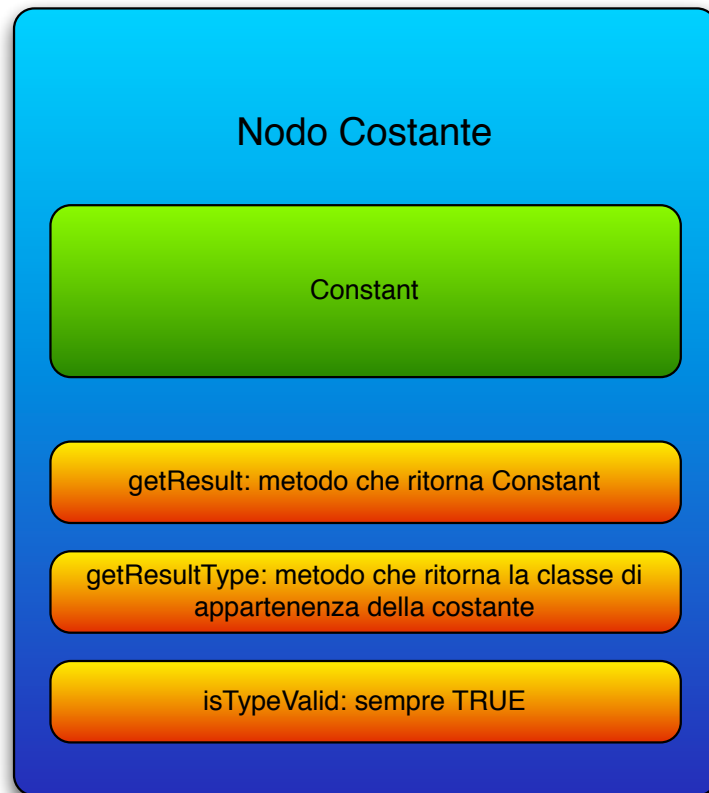 Nodo Costante
Constant
getResult: metodo che ritorna Constant
getResultType: metodo che ritorna la classe di
appartenenza della costante
isTypeValid: sempre TRUE